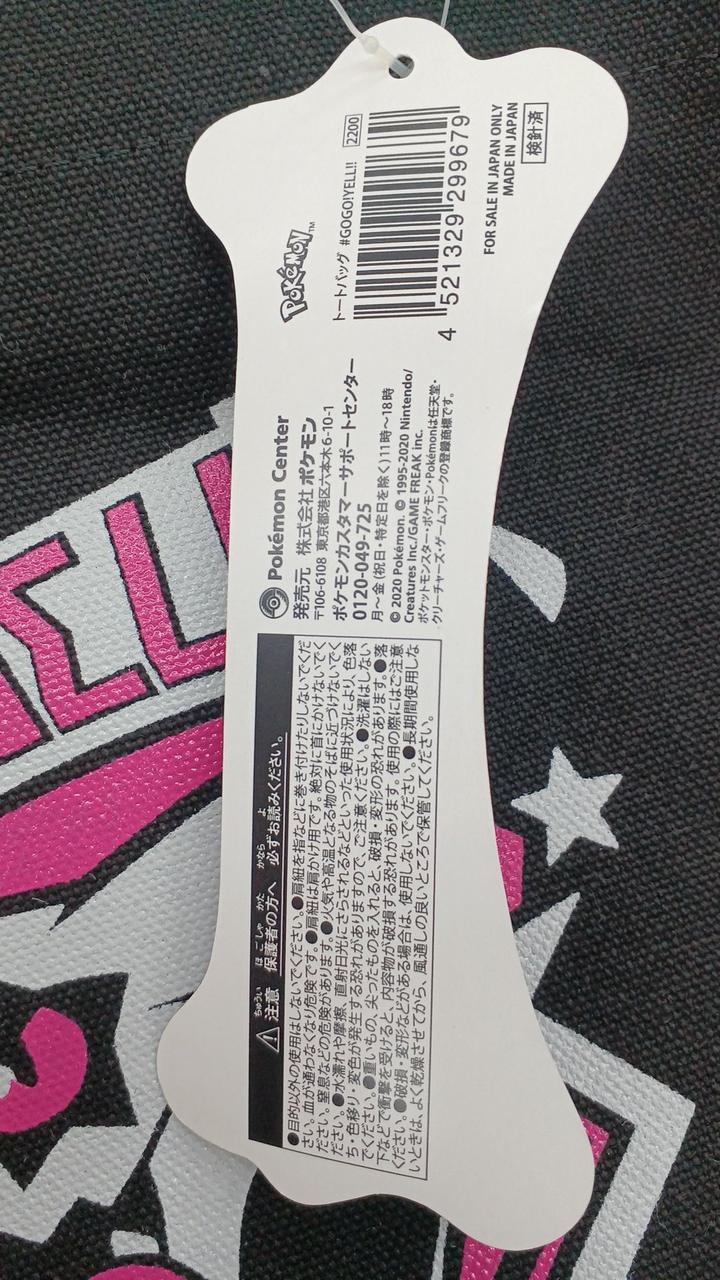 Pokémon™
トートバッグ #GOGO!YELL!! 2200
4 521329 299679
FOR SALE IN JAPAN ONLY
MADE IN JAPAN
検針済
Pokémon Center
発売元 株式会社ポケモン
〒106-6108 東京都港区六本木6-10-1
ポケモンカスタマーサポートセンター
0120-049-725
月～金(祝日・特定日を除く)11時～18時
© 2020 Pokémon. © 1995-2020 Nintendo/
Creatures Inc./GAME FREAK inc.
ポケットモンスター・ポケモン・Pokémonは任天堂・
クリーチャーズ・ゲームフリークの登録商標です。
⚠注意 保護者の方へ 必ずお読みください。
ちゅうい ほごしゃ かた かなら よ
●目的以外の使用はしないでください。●肩紐を指などに巻き付けたりしないでくだ
さい。血が通わなくなり危険です。●肩紐は肩かけ用です。絶対に首にかけないでく
ださい。窒息などの危険があります。●火気や高温となる物のそばに近づけないでく
ださい。●水濡れや摩擦、直射日光にさらされるなどといった使用状況により、色落
ち・色移り・変色が発生する恐れがありますので、ご注意ください。●洗濯はしない
でください。●重いもの、尖ったものを入れると、破損・変形の恐れがあります。●落
下などで衝撃を受けると、内容物が破損する恐れがあります。使用の際にはご注意
ください。●破損・変形などがある場合は、使用しないでください。●長期間使用しな
いときは、よく乾燥させてから、風通しの良いところで保管してください。